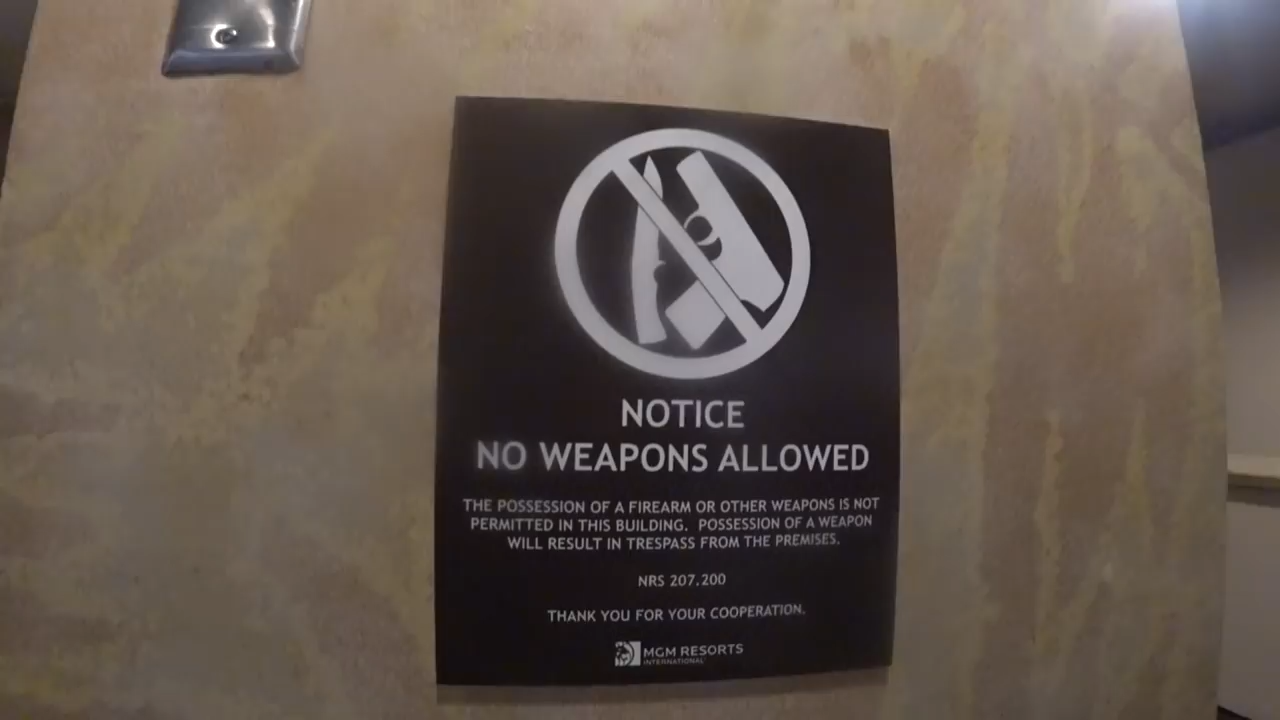 NOTICE
NO WEAPONS ALLOWED
THE POSSESSION OF A FIREARM OR OTHER WEAPONS IS NOT
PERMITTED IN THIS BUILDING. POSSESSION OF A WEAPON
WILL RESULT IN TRESPASS FROM THE PREMISES.
NRS 207.200
THANK YOU FOR YOUR COOPERATION.
MGM RESORTS
INTERNATIONAL